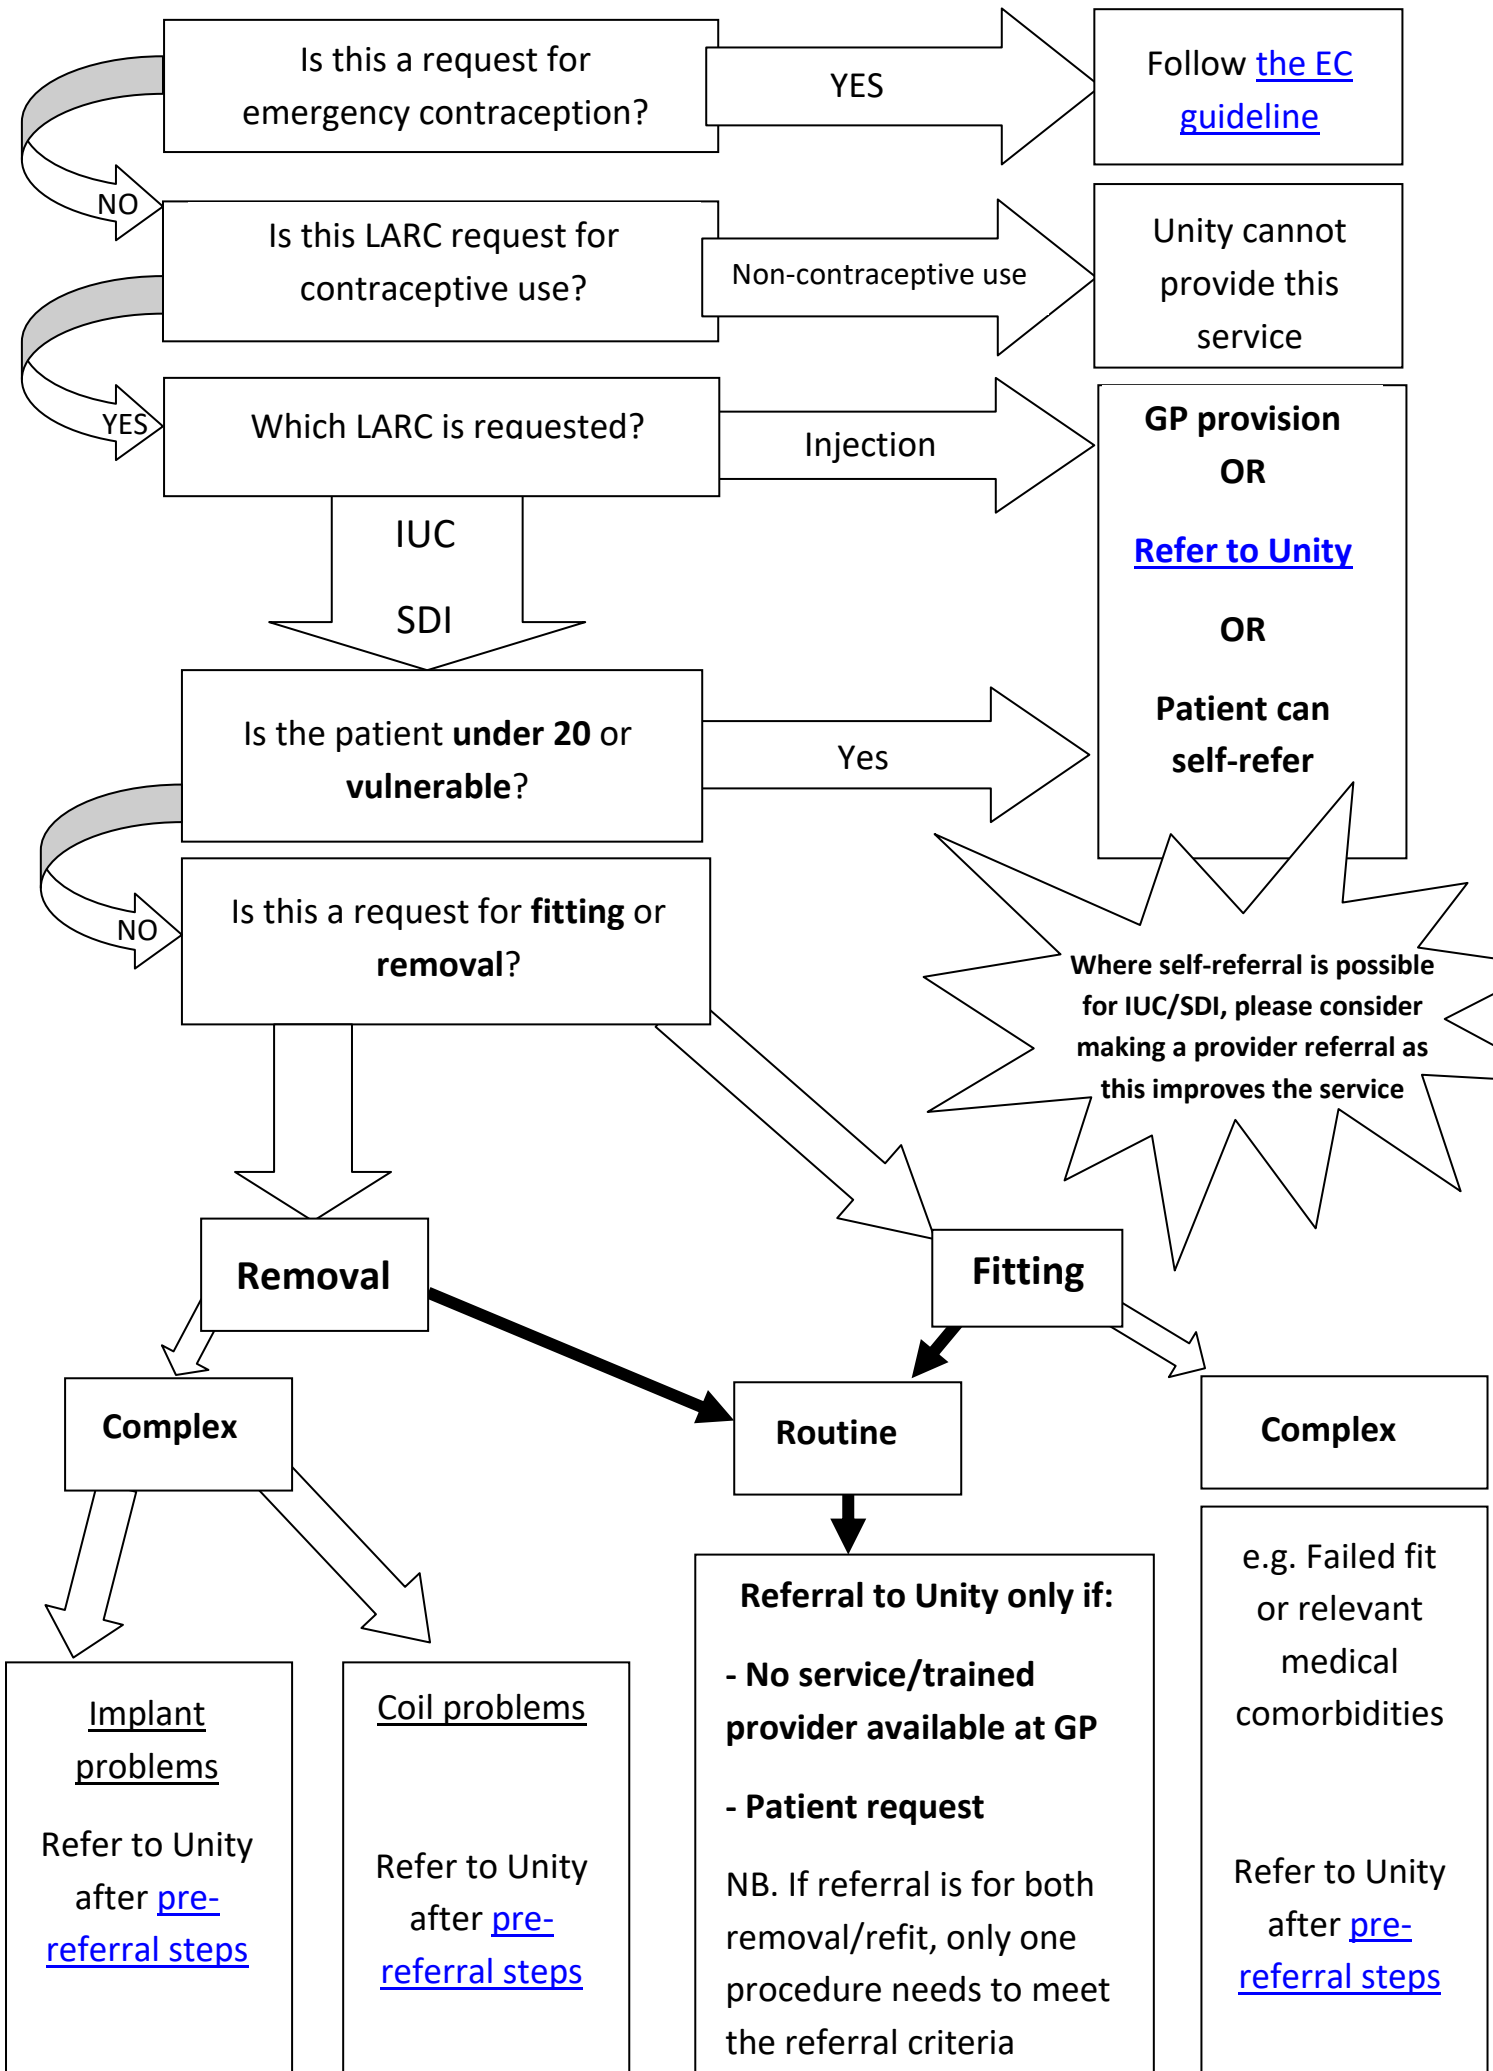 Is this a request for
emergency contraception?
YES
Follow the EC
guideline
NO
Is this LARC request for
contraceptive use?
Non-contraceptive use
Unity cannot
provide this
service
YES
Which LARC is requested?
Injection
GP provision
OR
Refer to Unity
OR
Patient can
self-refer
IUC
SDI
Is the patient under 20 or
vulnerable?
Yes
NO
Is this a request for fitting or
removal?
Where self-referral is possible
for IUC/SDI, please consider
making a provider referral as
this improves the service
Removal
Fitting
Complex
Routine
Complex
Implant
problems
Refer to Unity
after pre-
referral steps
Coil problems
Refer to Unity
after pre-
referral steps
Referral to Unity only if:
- No service/trained
provider available at GP
- Patient request
NB. If referral is for both
removal/refit, only one
procedure needs to meet
the referral criteria
e.g. Failed fit
or relevant
medical
comorbidities
Refer to Unity
after pre-
referral steps